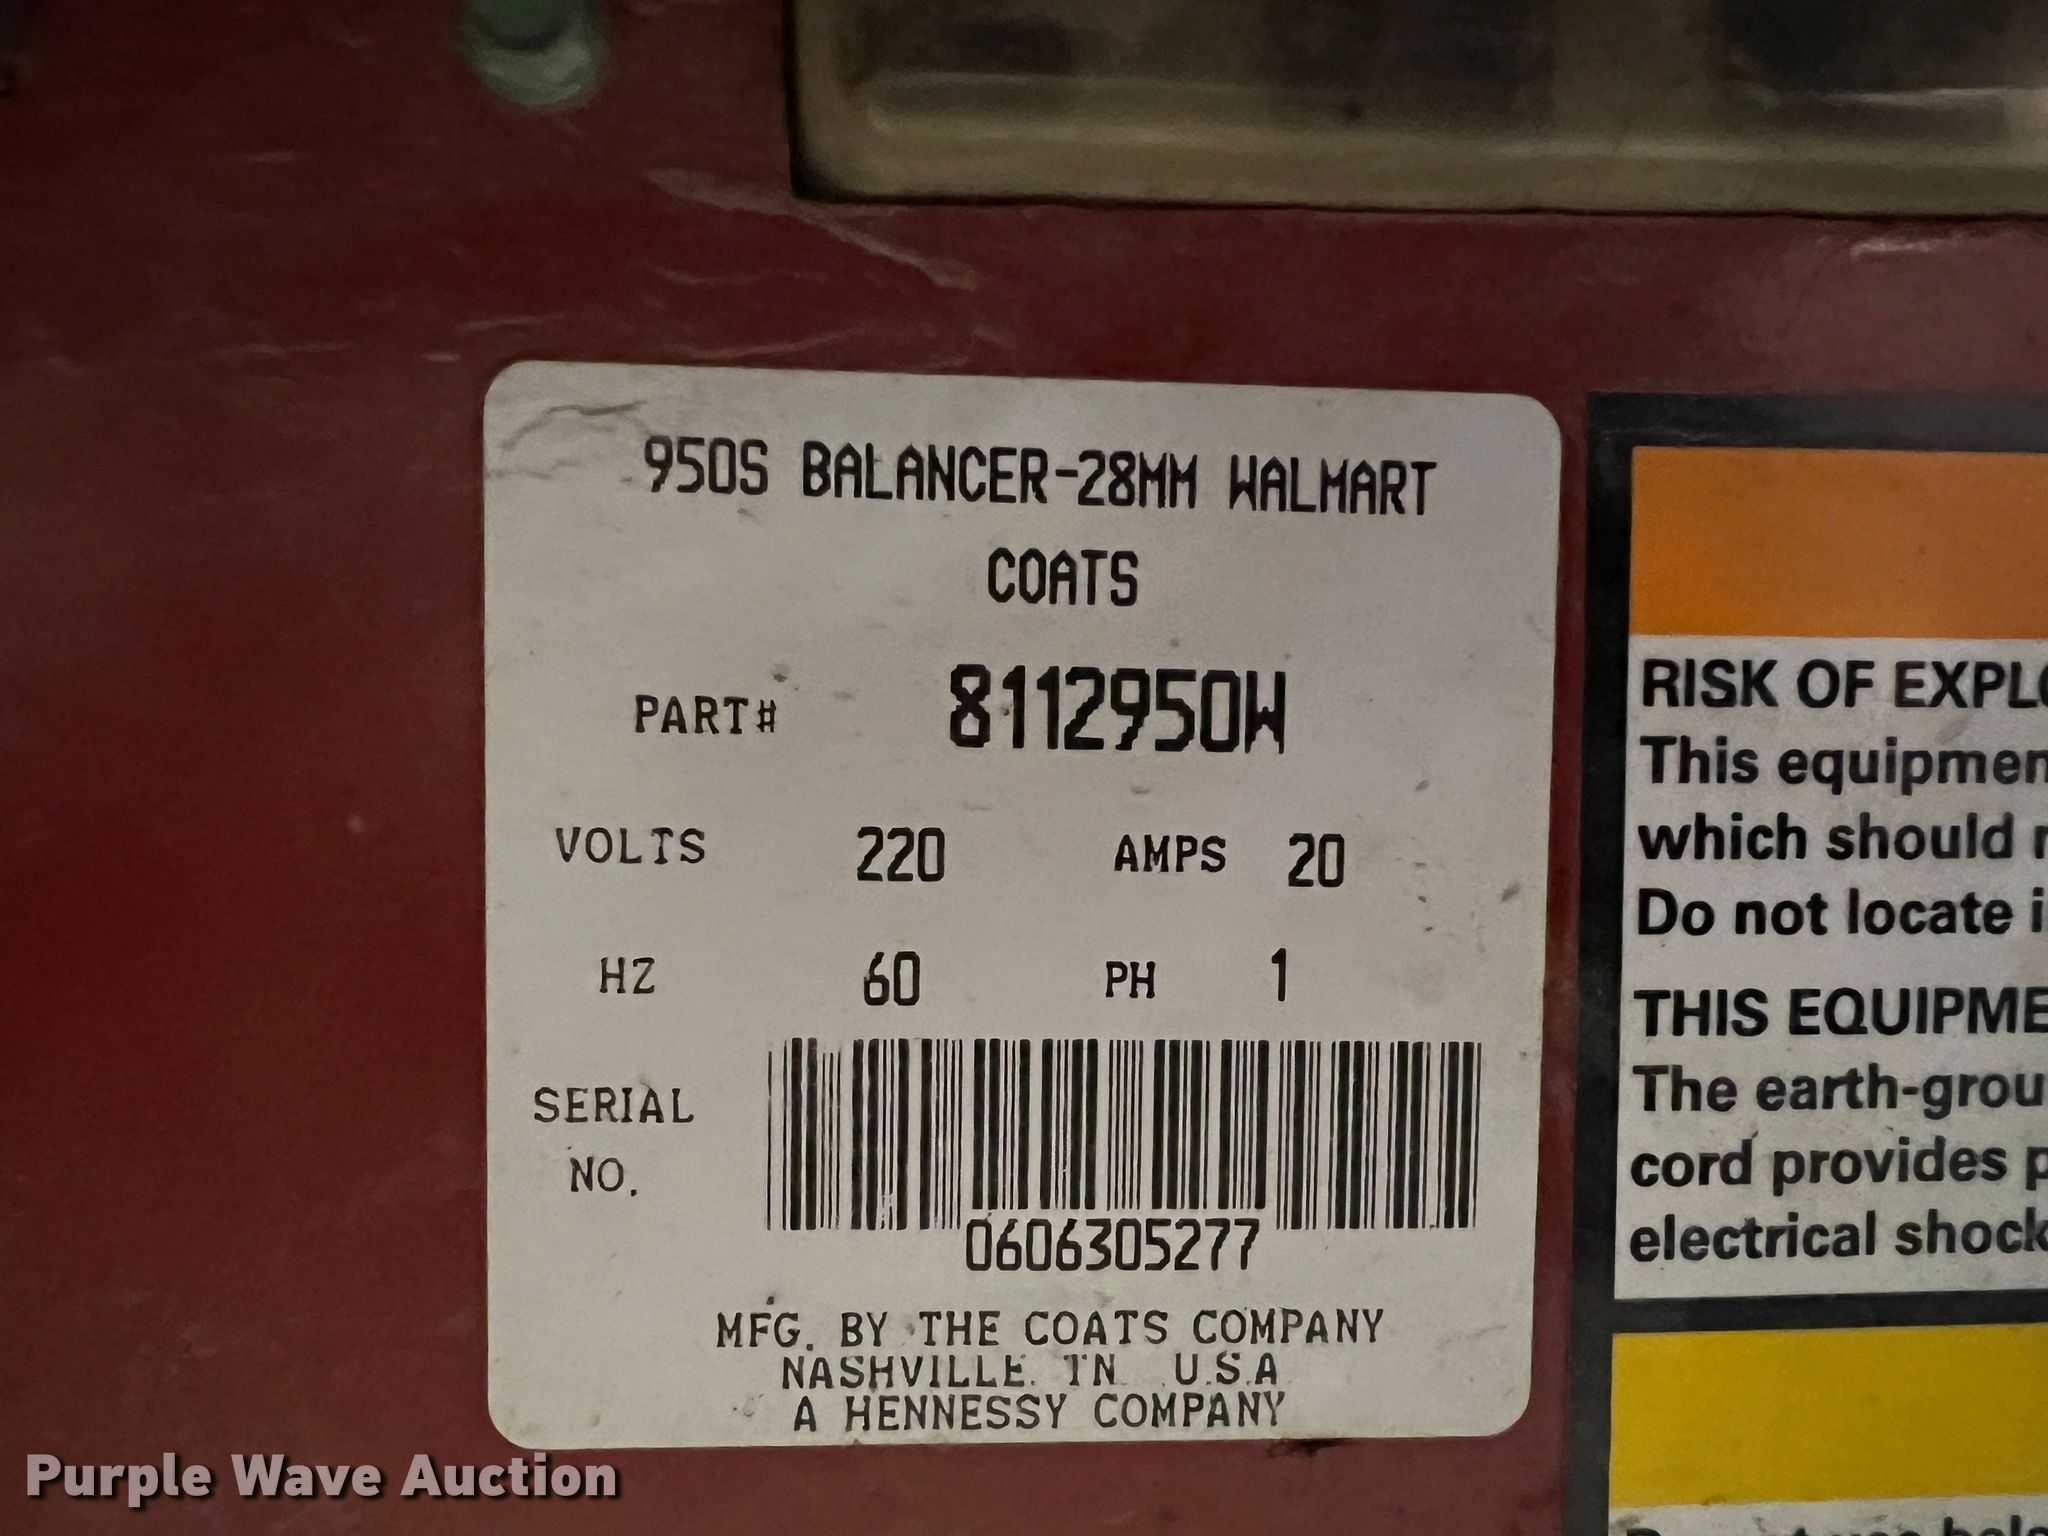 950S BALANCER-28MM WALMART
COATS
PART# 8112950W
VOLTS 220 AMPS 20
HZ 60 PH 1
SERIAL
NO.
0606305277
MFG. BY THE COATS COMPANY
NASHVILLE. TN. U.S.A
A HENNESSY COMPANY
RISK OF EXPLO
This equipmen
which should
Do not locate i
THIS EQUIPME
The earth-grou
cord provides p
electrical shock
Purple Wave Auction